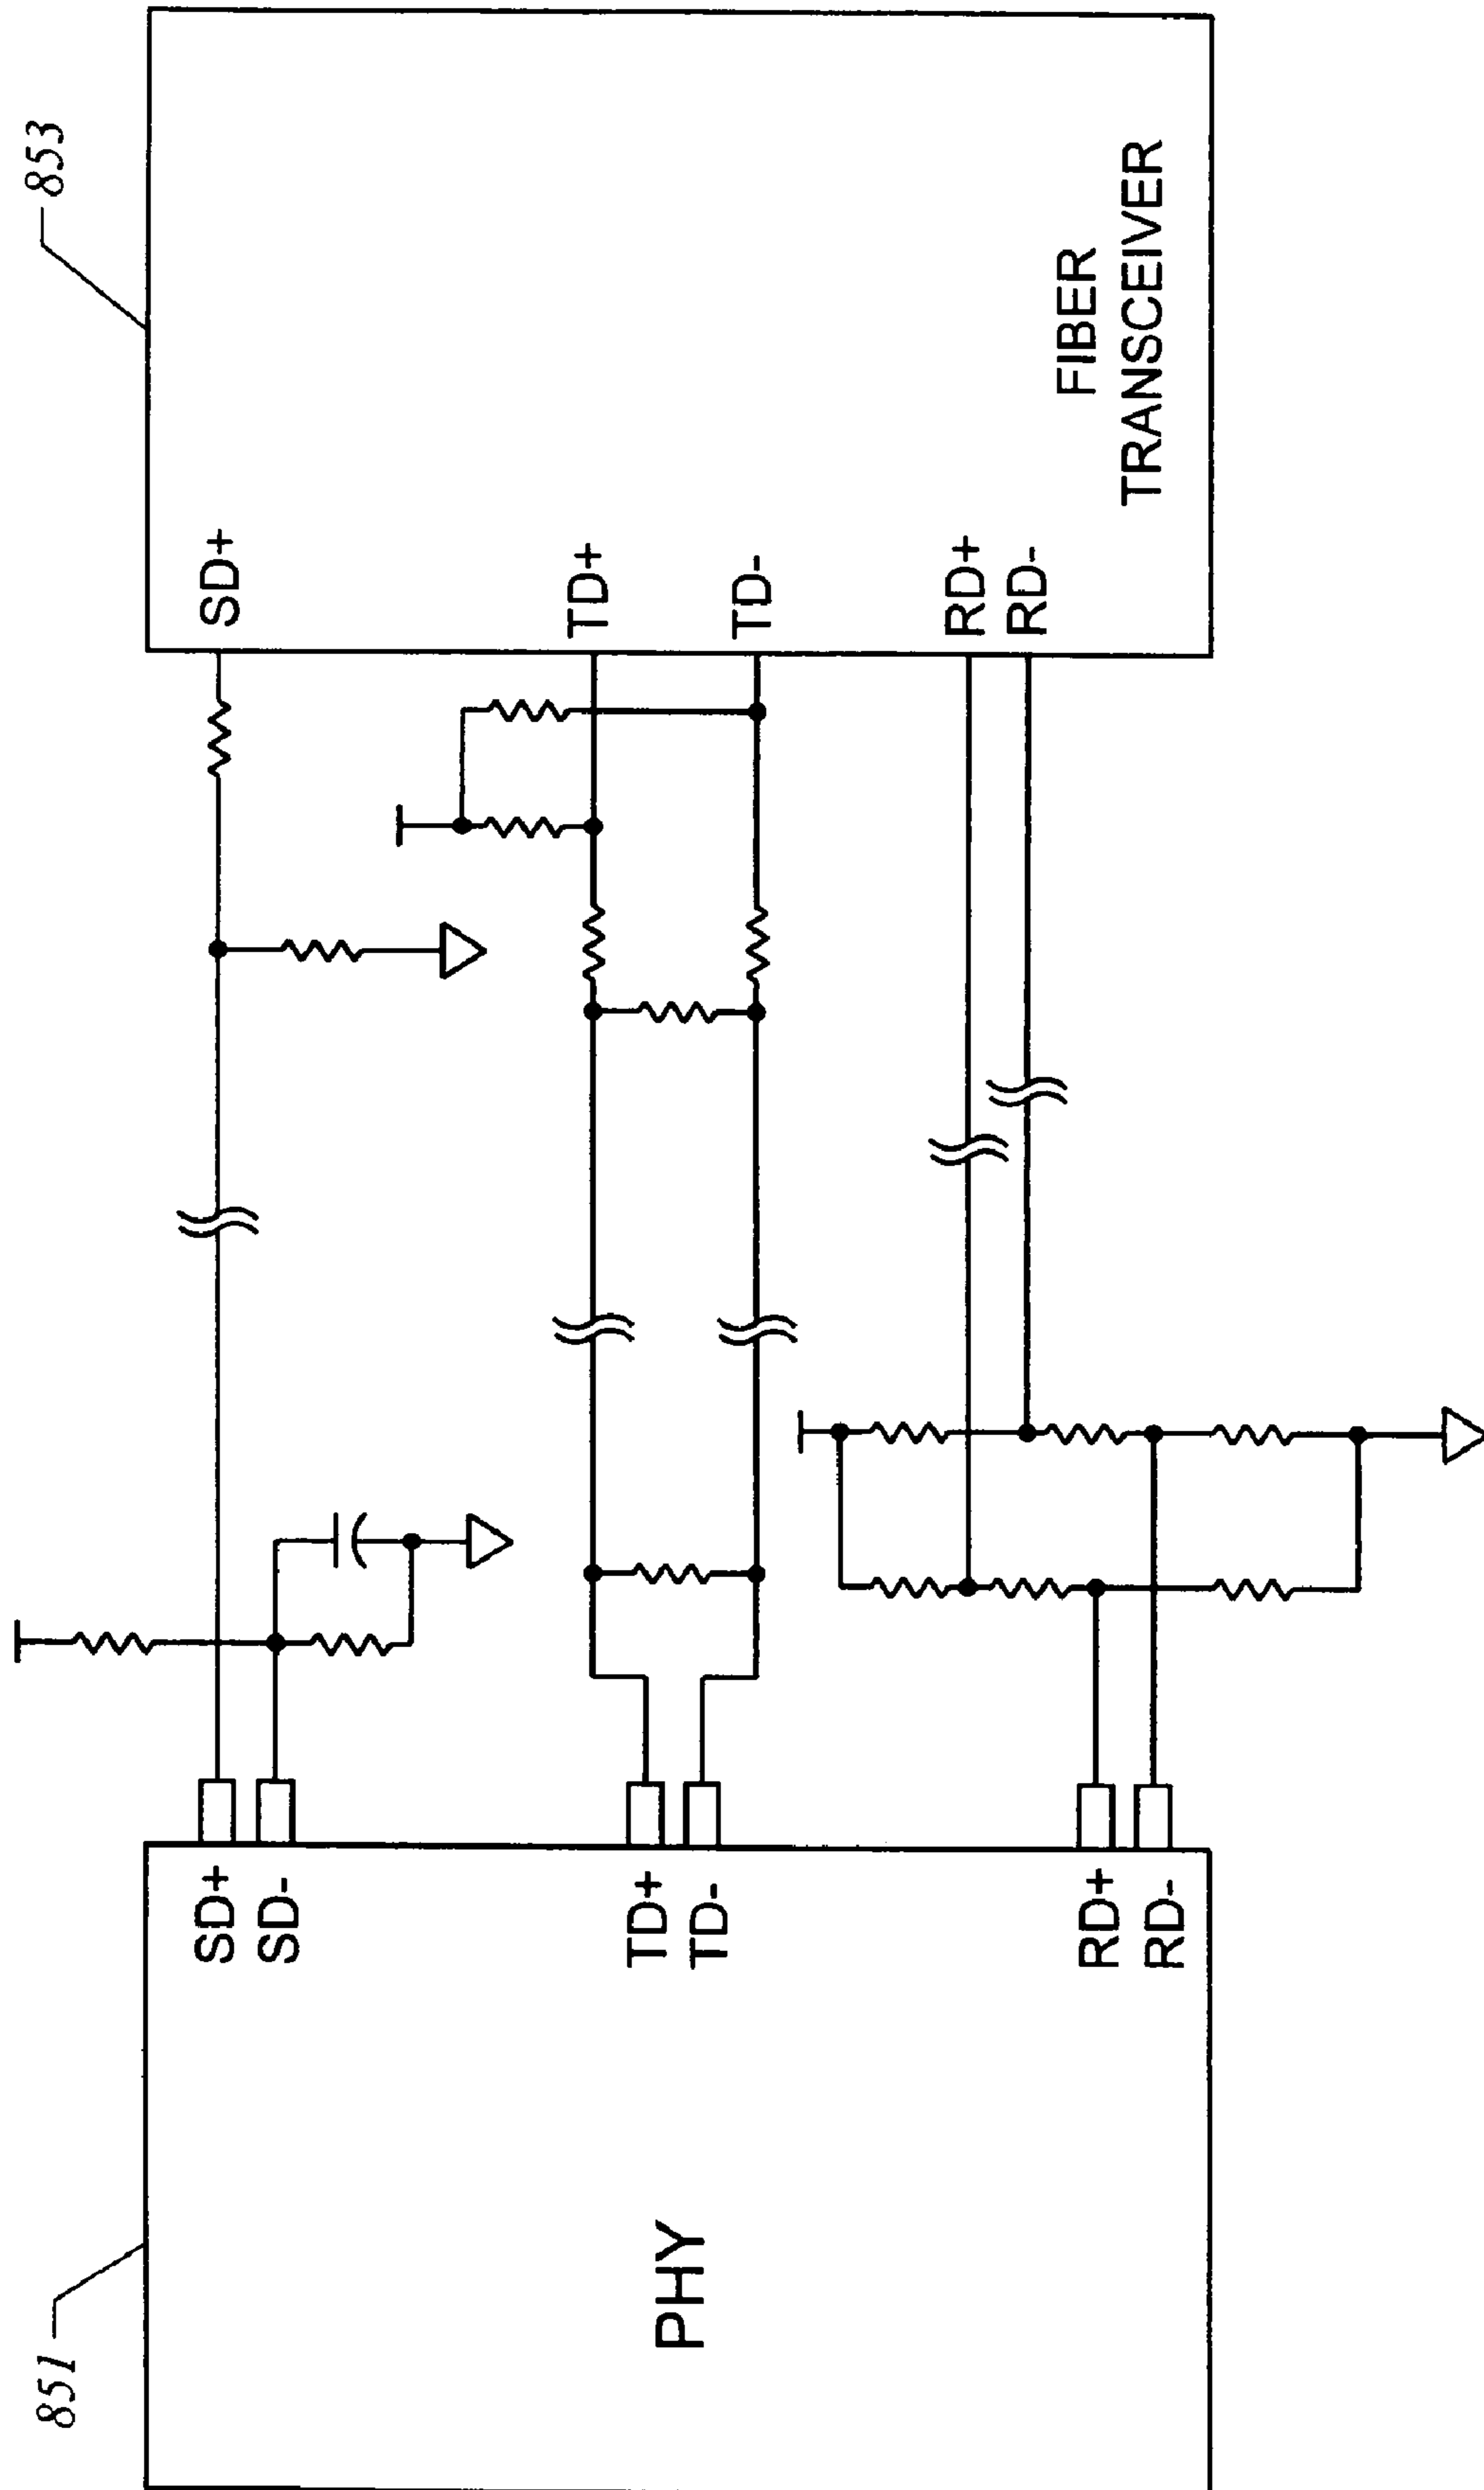 851
PHY
SD+
SD-
TD+
TD-
RD+
RD-
853
SD+
TD+
TD-
RD+
RD-
FIBER
TRANSCEIVER